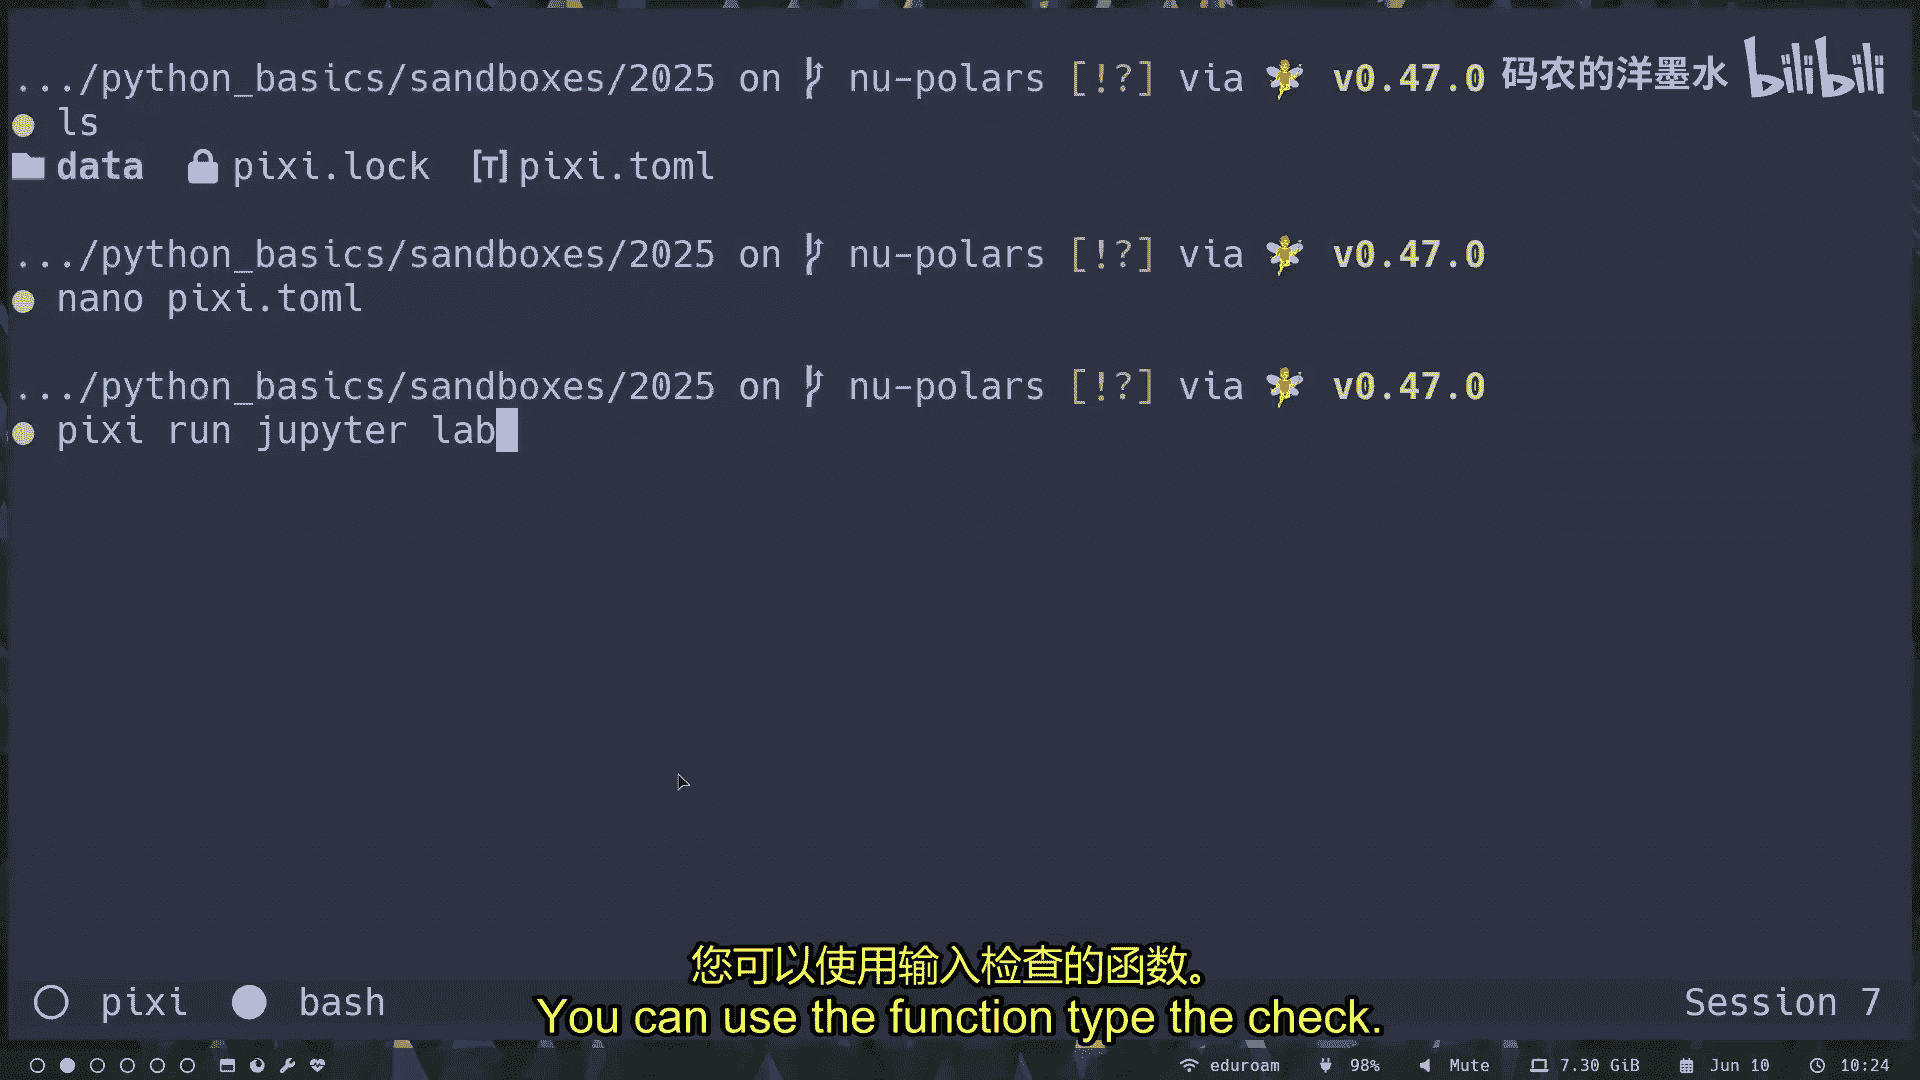 .../python_basics/sandboxes/2025 on nu-polars [!?] via v0.47.0 码农的洋墨水 bilibili
ls
data pixi.lock [T] pixi.toml
.../python_basics/sandboxes/2025 on nu-polars [!?] via v0.47.0
nano pixi.toml
.../python_basics/sandboxes/2025 on nu-polars [!?] via v0.47.0
pixi run jupyter lab
您可以使用输入检查的函数。
You can use the function type the check.
pixi bash Session 7
eduroam 98% Mute 7.30 GiB Jun 10 10:24